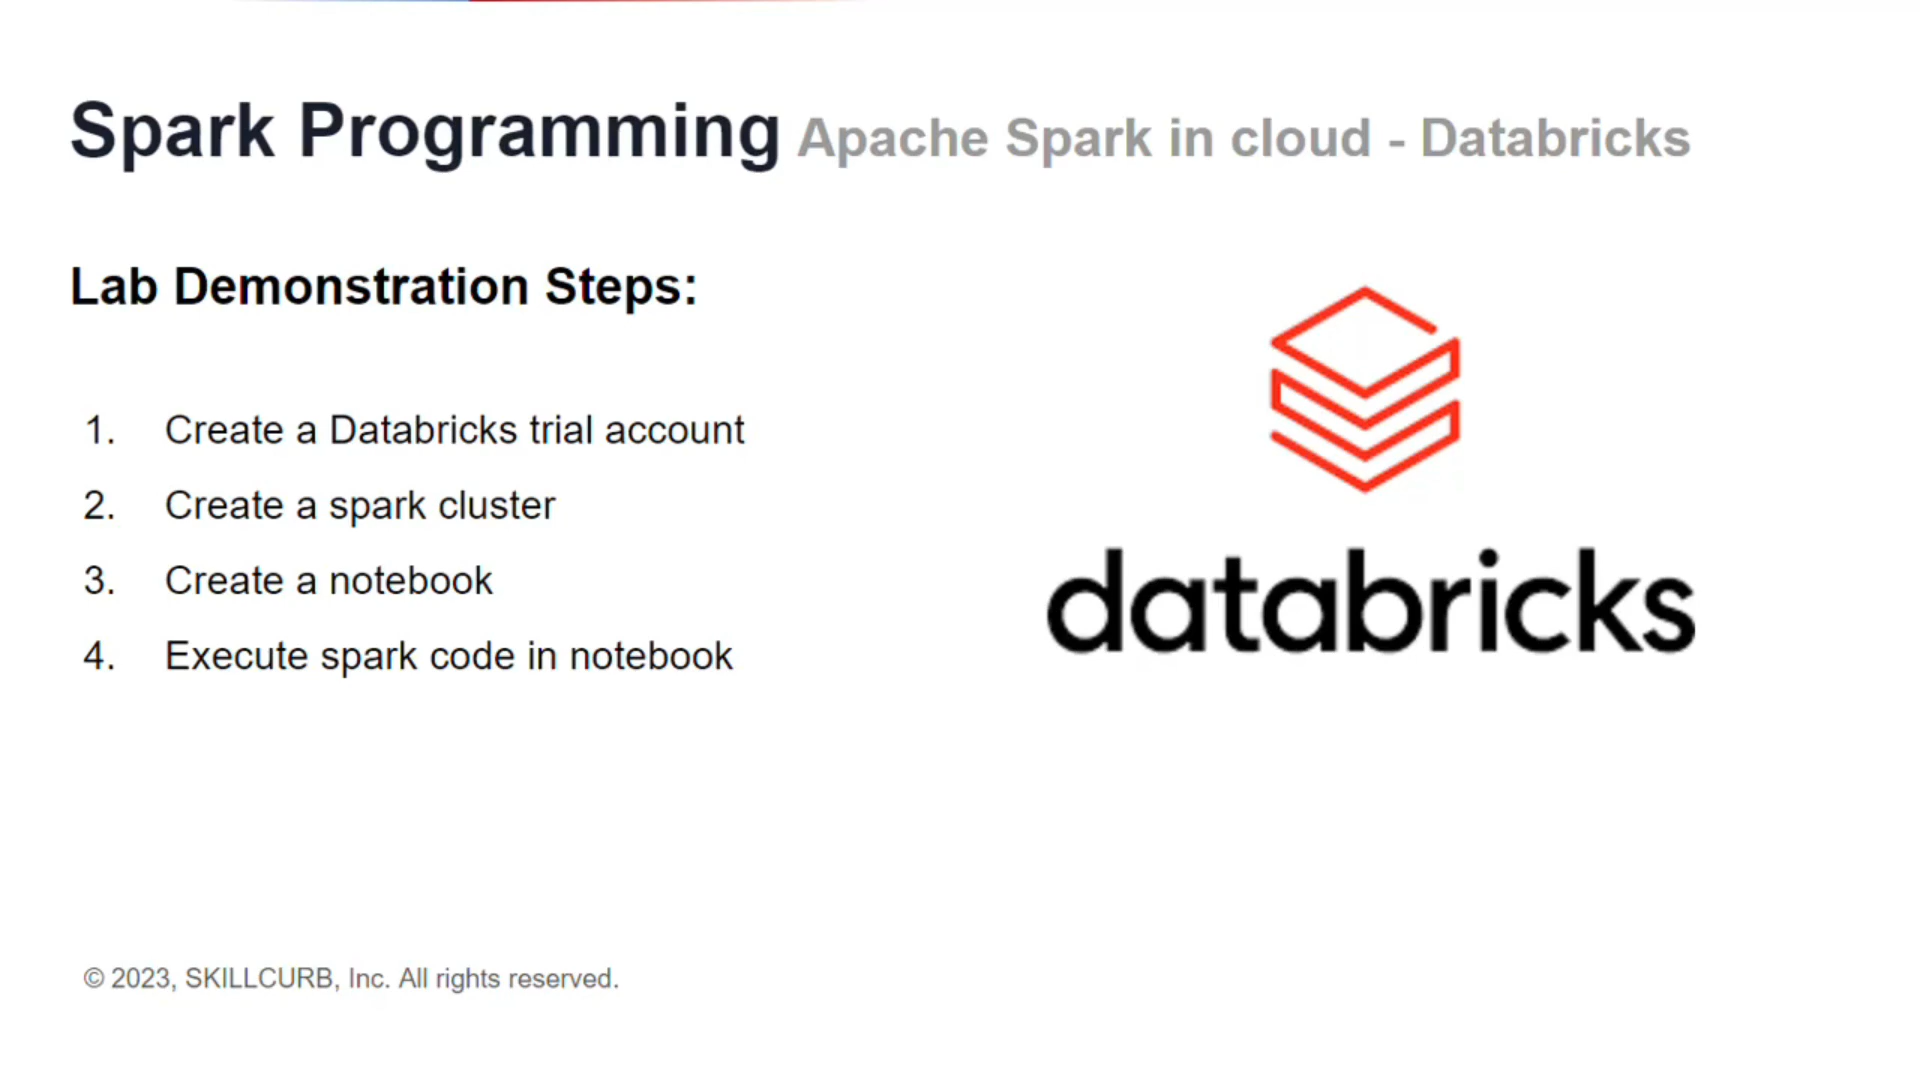 Spark Programming Apache Spark in cloud - Databricks
Lab Demonstration Steps:
1. Create a Databricks trial account
2. Create a spark cluster
3. Create a notebook
4. Execute spark code in notebook
databricks
© 2023, SKILLCURB, Inc. All rights reserved.